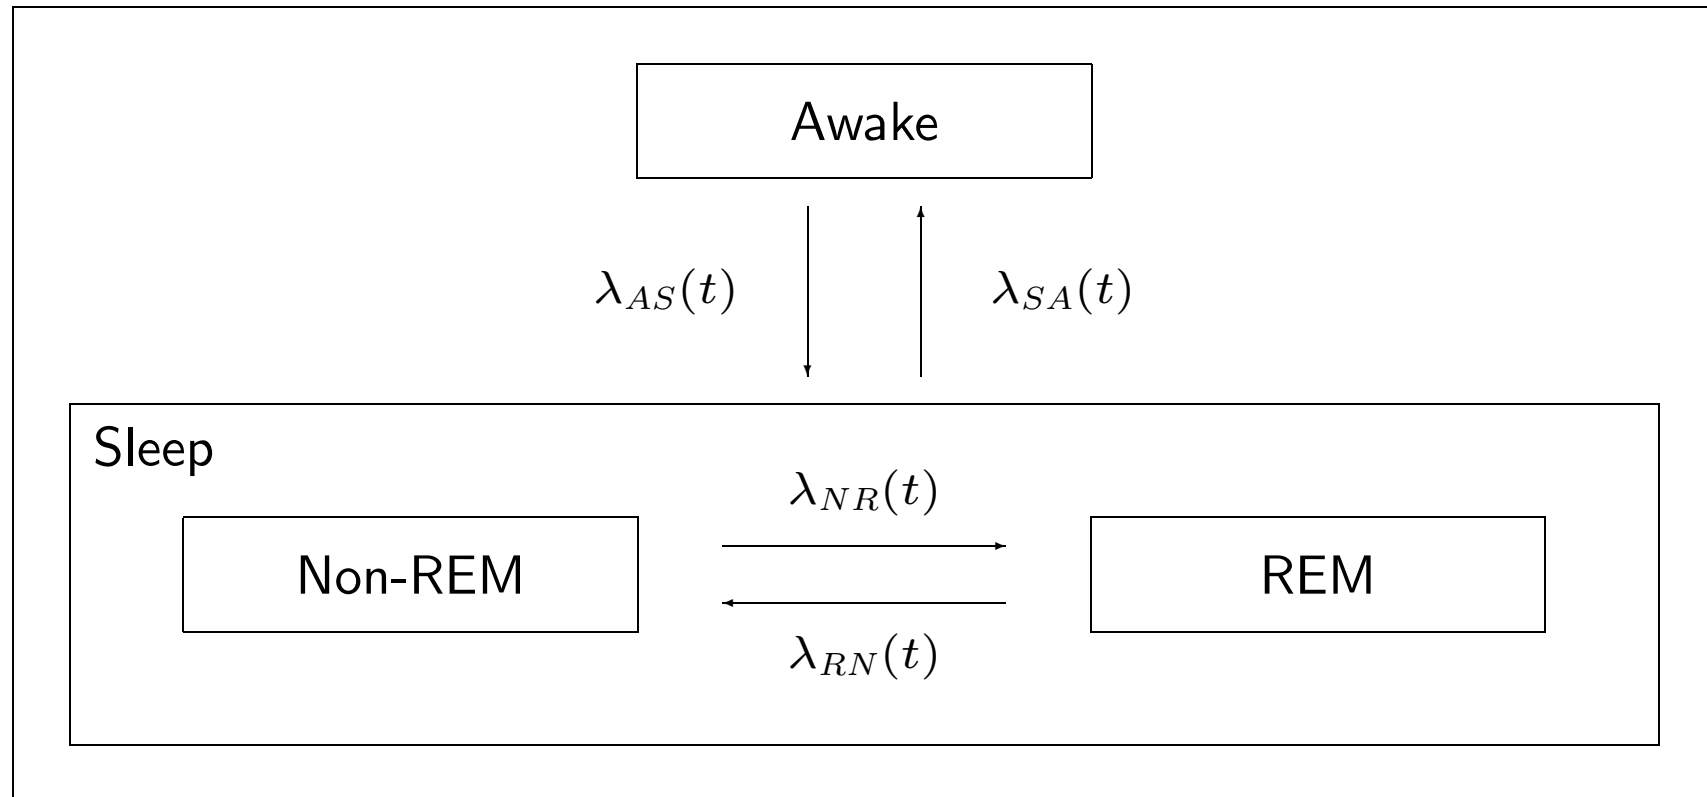 Awake
λ_{AS}(t) λ_{SA}(t)
Sleep
λ_{NR}(t)
Non-REM REM
λ_{RN}(t)